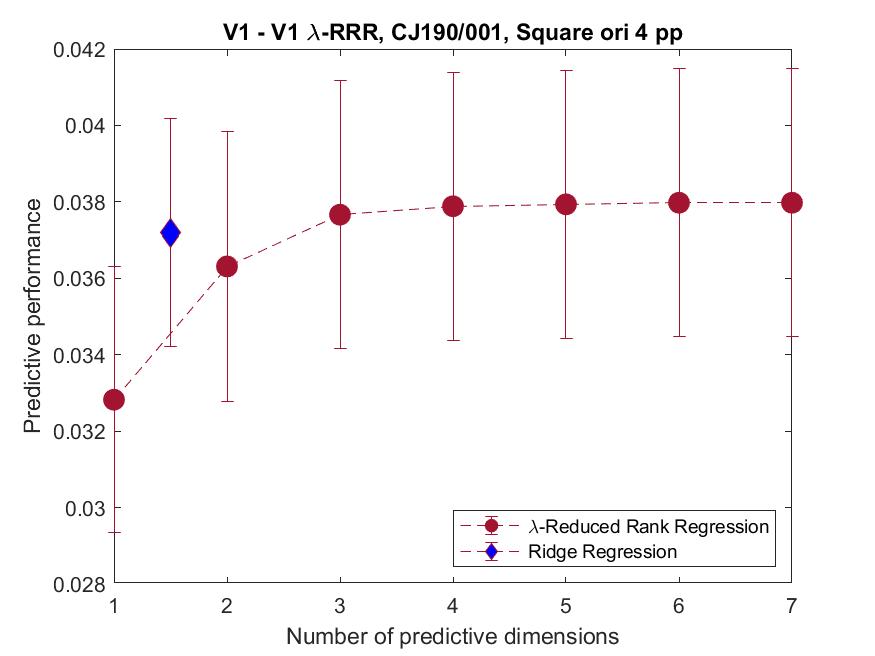 V1 - V1 λ-RRR, CJ190/001, Square ori 4 pp
0.042
0.04
0.038
0.036
0.034
0.032
0.03
0.028
Predictive performance
1 2 3 4 5 6 7
Number of predictive dimensions
λ-Reduced Rank Regression
Ridge Regression